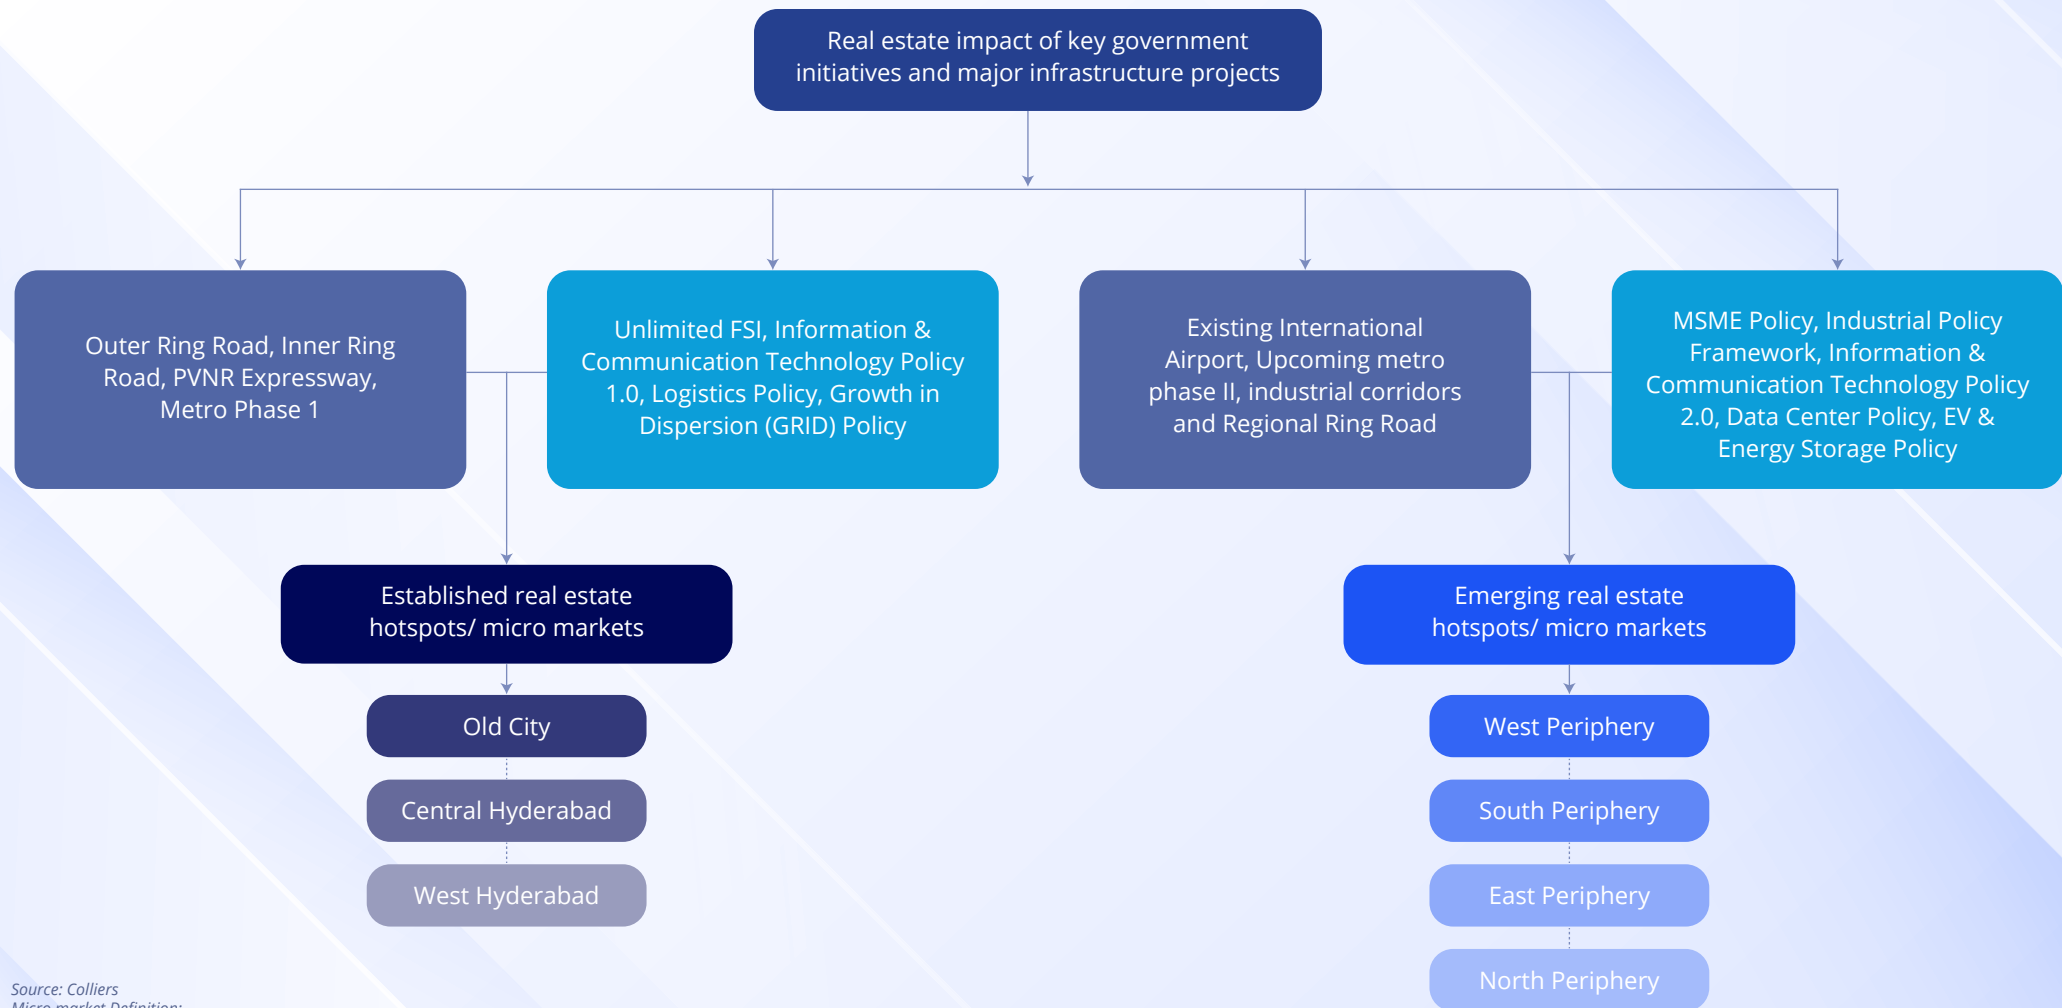 Real estate impact of key government
initiatives and major infrastructure projects
Outer Ring Road, Inner Ring
Road, PVNR Expressway,
Metro Phase 1
Unlimited FSI, Information &
Communication Technology Policy
1.0, Logistics Policy, Growth in
Dispersion (GRID) Policy
Existing International
Airport, Upcoming metro
phase II, industrial corridors
and Regional Ring Road
MSME Policy, Industrial Policy
Framework, Information &
Communication Technology Policy
2.0, Data Center Policy, EV &
Energy Storage Policy
Established real estate
hotspots/ micro markets
Old City
Central Hyderabad
West Hyderabad
Emerging real estate
hotspots/ micro markets
West Periphery
South Periphery
East Periphery
North Periphery
Source: Colliers
Micro market Definition: